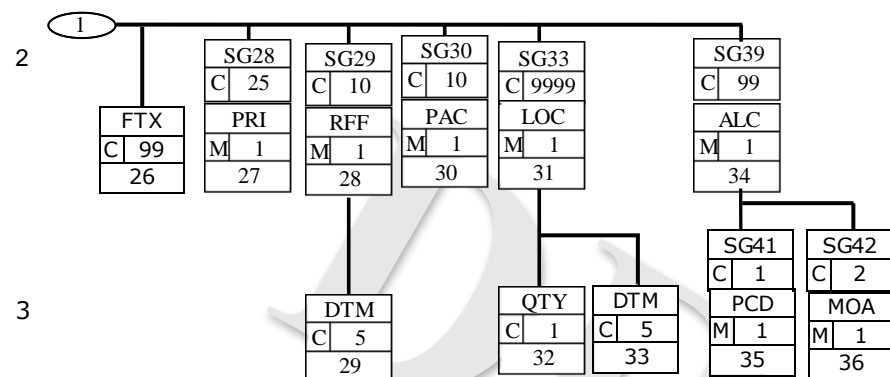 1
2
SG28
C 25
PRI
M 1
27
SG29
C 10
RFF
M 1
28
SG30
C 10
PAC
M 1
30
SG33
C 9999
LOC
M 1
31
SG39
C 99
ALC
M 1
34
FTX
C 99
26
3
DTM
C 5
29
QTY
C 1
32
DTM
C 5
33
SG41
C 1
PCD
M 1
35
SG42
C 2
MOA
M 1
36